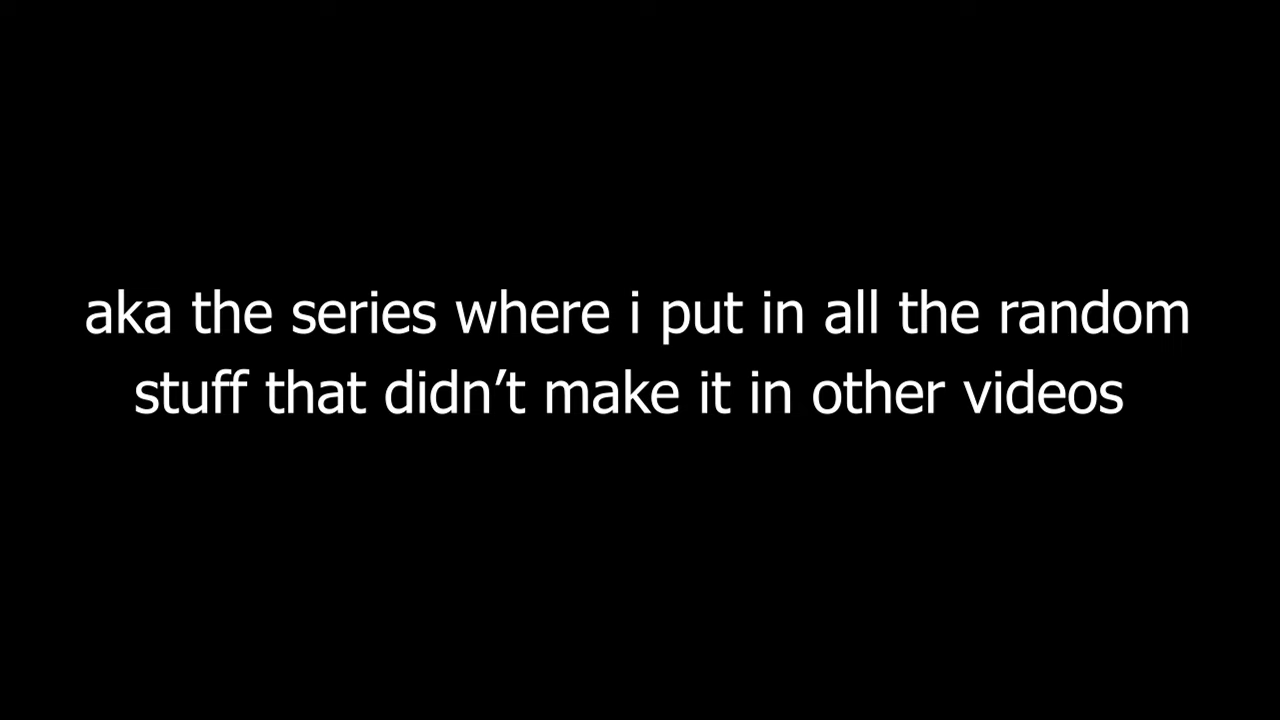 aka the series where i put in all the random
stuff that didn’t make it in other videos